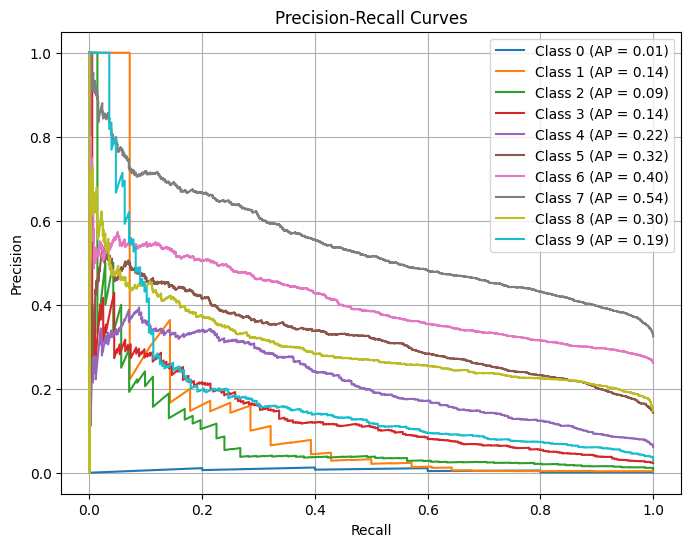 Precision-Recall Curves
Precision
1.0
0.8
0.6
0.4
0.2
0.0
Class 0 (AP = 0.01)
Class 1 (AP = 0.14)
Class 2 (AP = 0.09)
Class 3 (AP = 0.14)
Class 4 (AP = 0.22)
Class 5 (AP = 0.32)
Class 6 (AP = 0.40)
Class 7 (AP = 0.54)
Class 8 (AP = 0.30)
Class 9 (AP = 0.19)
0.0 0.2 0.4 0.6 0.8 1.0
Recall